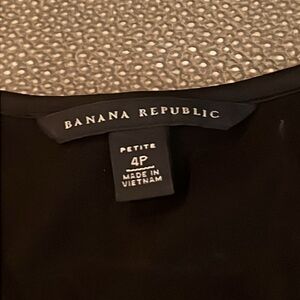 BANANA REPUBLIC
PETITE
4P
MADE IN
VIETNAM